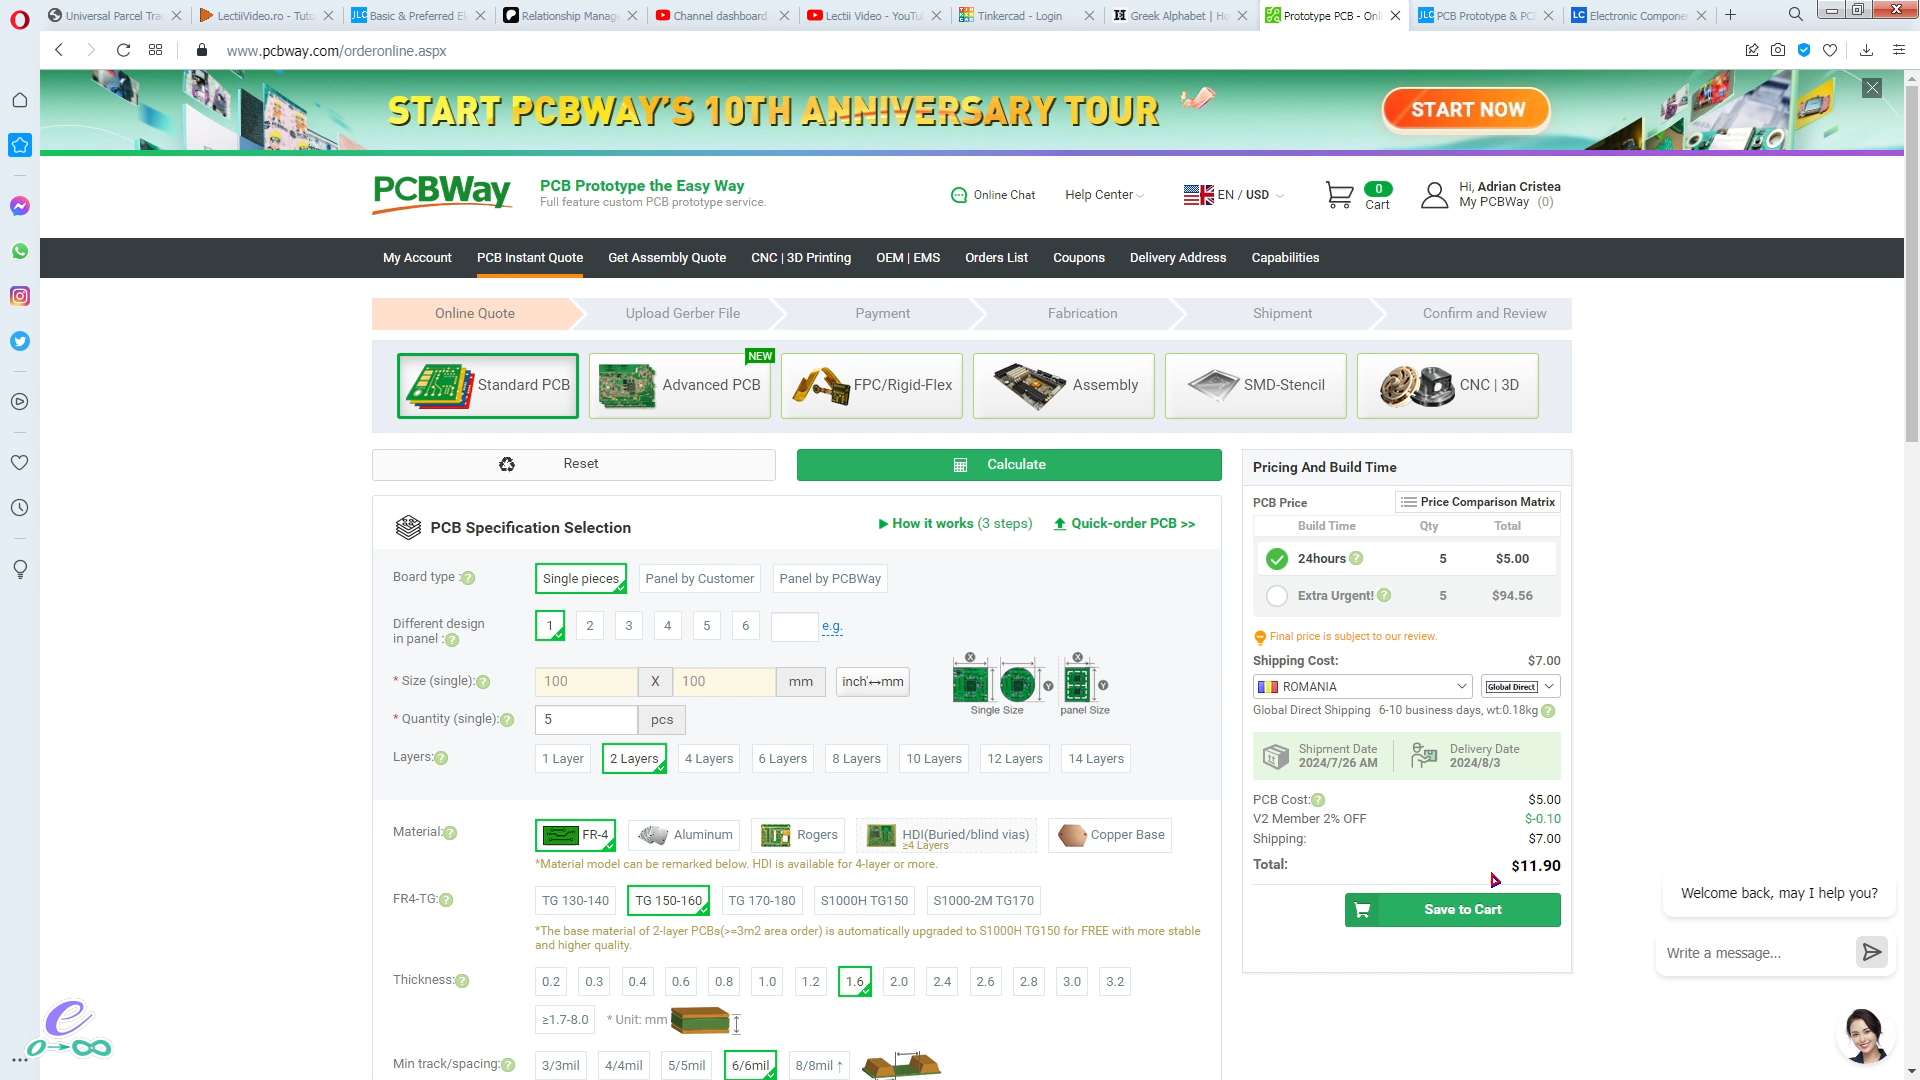 Universal Parcel Tra
LectiiVideo.ro - Tuto
JLC Basic & Preferred El
Relationship Manage
Channel dashboard
Lectii Video - YouTu
Tinkercad - Login
H Greek Alphabet | Ho
Prototype PCB - Onli
JLC PCB Prototype & PC
LC Electronic Compone
www.pcbway.com/orderonline.aspx
START PCBWAY'S 10TH ANNIVERSARY TOUR
START NOW
PCBWay
PCB Prototype the Easy Way
Full feature custom PCB prototype service.
Online Chat
Help Center
EN / USD
0
Cart
Hi, Adrian Cristea
My PCBWay (0)
My Account
PCB Instant Quote
Get Assembly Quote
CNC | 3D Printing
OEM | EMS
Orders List
Coupons
Delivery Address
Capabilities
Online Quote
Upload Gerber File
Payment
Fabrication
Shipment
Confirm and Review
Standard PCB
NEW
Advanced PCB
FPC/Rigid-Flex
Assembly
SMD-Stencil
CNC | 3D
Reset
Calculate
PCB Specification Selection
How it works (3 steps)
Quick-order PCB >>
Board type :?
Single pieces
Panel by Customer
Panel by PCBWay
Different design
in panel :?
1 2 3 4 5 6
e.g.
* Size (single):?
100 X 100 mm
inch↔mm
X X
Y Y
Single Size
panel Size
* Quantity (single):?
5 pcs
Layers:?
1 Layer
2 Layers
4 Layers
6 Layers
8 Layers
10 Layers
12 Layers
14 Layers
Material:?
FR-4
Aluminum
Rogers
HDI(Buried/blind vias)
≥4 Layers
Copper Base
*Material model can be remarked below. HDI is available for 4-layer or more.
FR4-TG:?
TG 130-140
TG 150-160
TG 170-180
S1000H TG150
S1000-2M TG170
*The base material of 2-layer PCBs(>=3m2 area order) is automatically upgraded to S1000H TG150 for FREE with more stable
and higher quality.
Thickness:?
0.2 0.3 0.4 0.6 0.8 1.0 1.2 1.6 2.0 2.4 2.6 2.8 3.0 3.2
≥1.7-8.0
* Unit: mm
Min track/spacing:?
3/3mil
4/4mil
5/5mil
6/6mil
8/8mil ↑
Pricing And Build Time
PCB Price
Price Comparison Matrix
Build Time Qty Total
24hours ? 5 $5.00
Extra Urgent! ? 5 $94.56
Final price is subject to our review.
Shipping Cost: $7.00
ROMANIA
Global Direct
Global Direct Shipping 6-10 business days, wt:0.18kg ?
Shipment Date
2024/7/26 AM
Delivery Date
2024/8/3
PCB Cost:? $5.00
V2 Member 2% OFF $-0.10
Shipping: $7.00
Total: $11.90
Save to Cart
Welcome back, may I help you?
Write a message...
e
0→∞